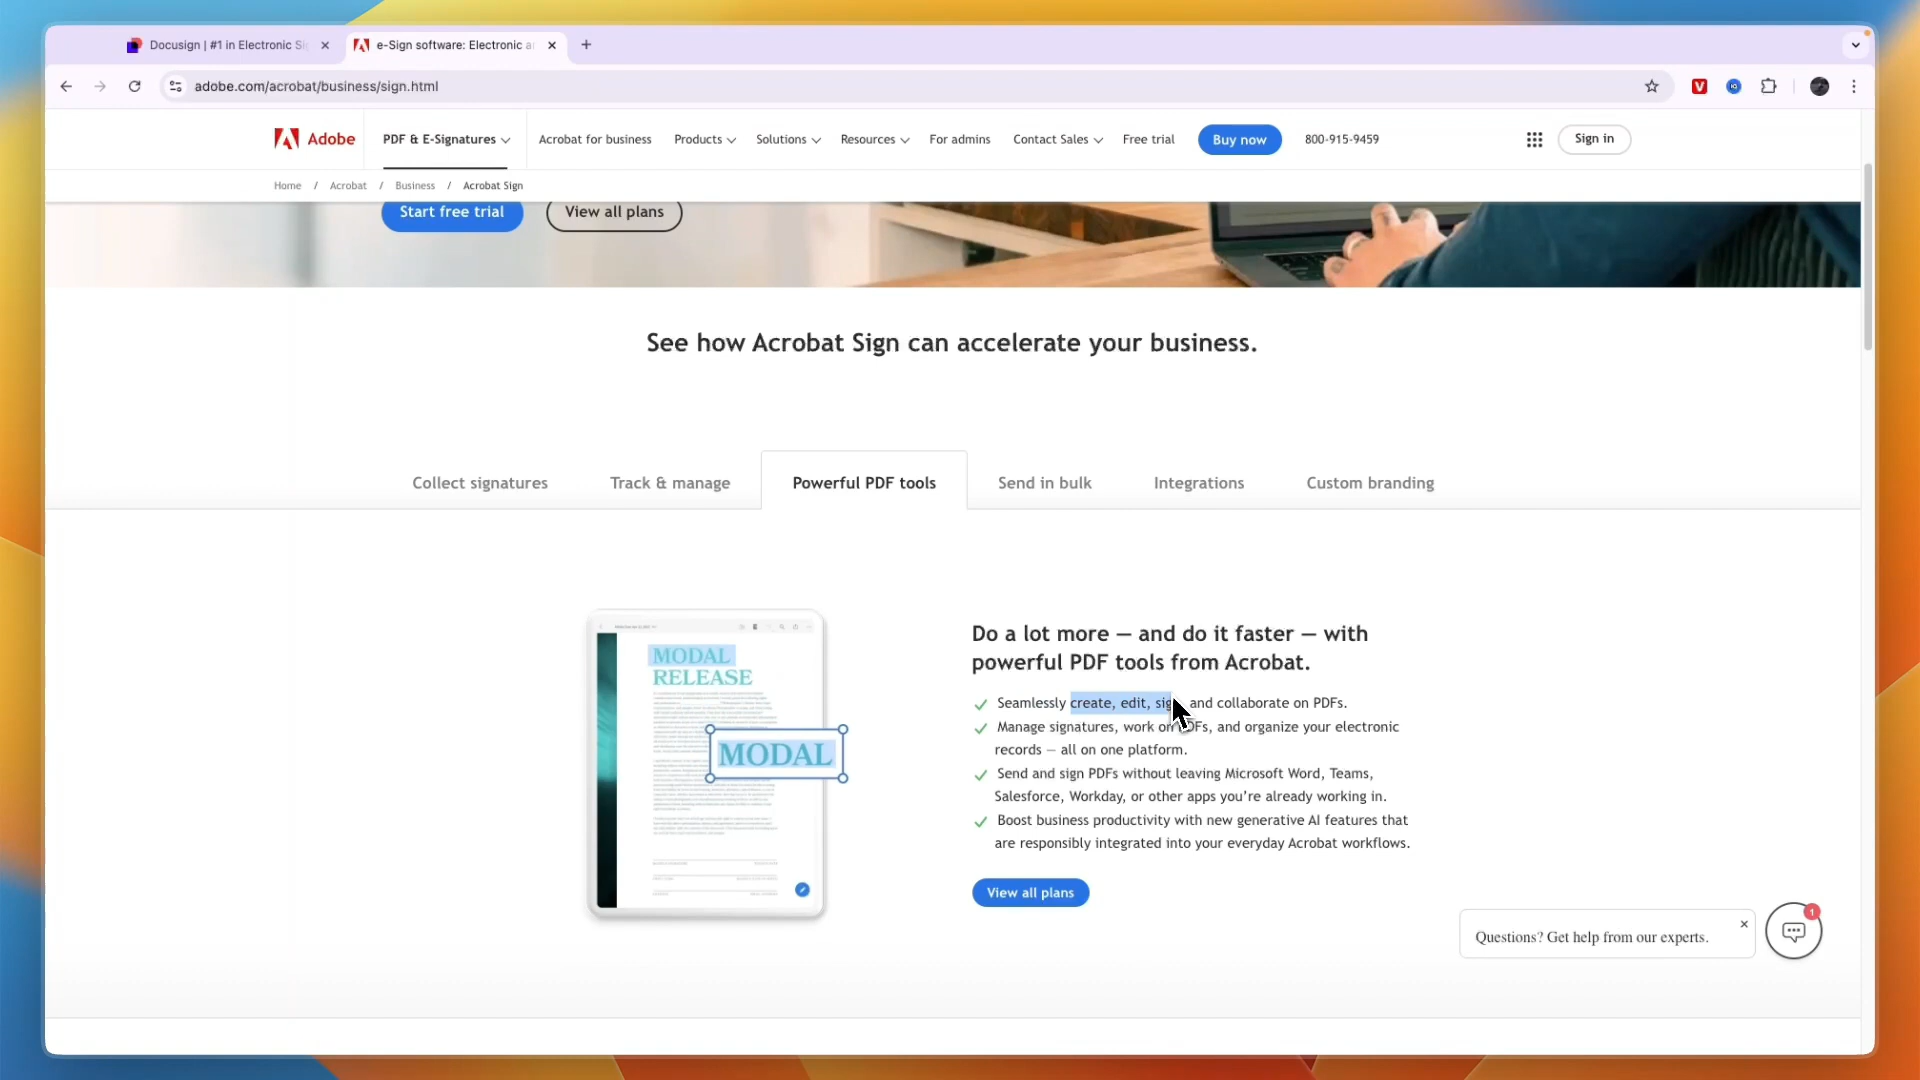 Docusign | #1 in Electronic Si
e-Sign software: Electronic a
adobe.com/acrobat/business/sign.html
Adobe
PDF & E-Signatures
Acrobat for business
Products
Solutions
Resources
For admins
Contact Sales
Free trial
Buy now
800-915-9459
Sign in
Home / Acrobat / Business / Acrobat Sign
Start free trial
View all plans
See how Acrobat Sign can accelerate your business.
Collect signatures
Track & manage
Powerful PDF tools
Send in bulk
Integrations
Custom branding
MODAL
RELEASE
MODAL
Do a lot more — and do it faster — with
powerful PDF tools from Acrobat.
Seamlessly create, edit, sig and collaborate on PDFs.
Manage signatures, work on PDFs, and organize your electronic
records — all on one platform.
Send and sign PDFs without leaving Microsoft Word, Teams,
Salesforce, Workday, or other apps you’re already working in.
Boost business productivity with new generative AI features that
are responsibly integrated into your everyday Acrobat workflows.
View all plans
Questions? Get help from our experts.
1